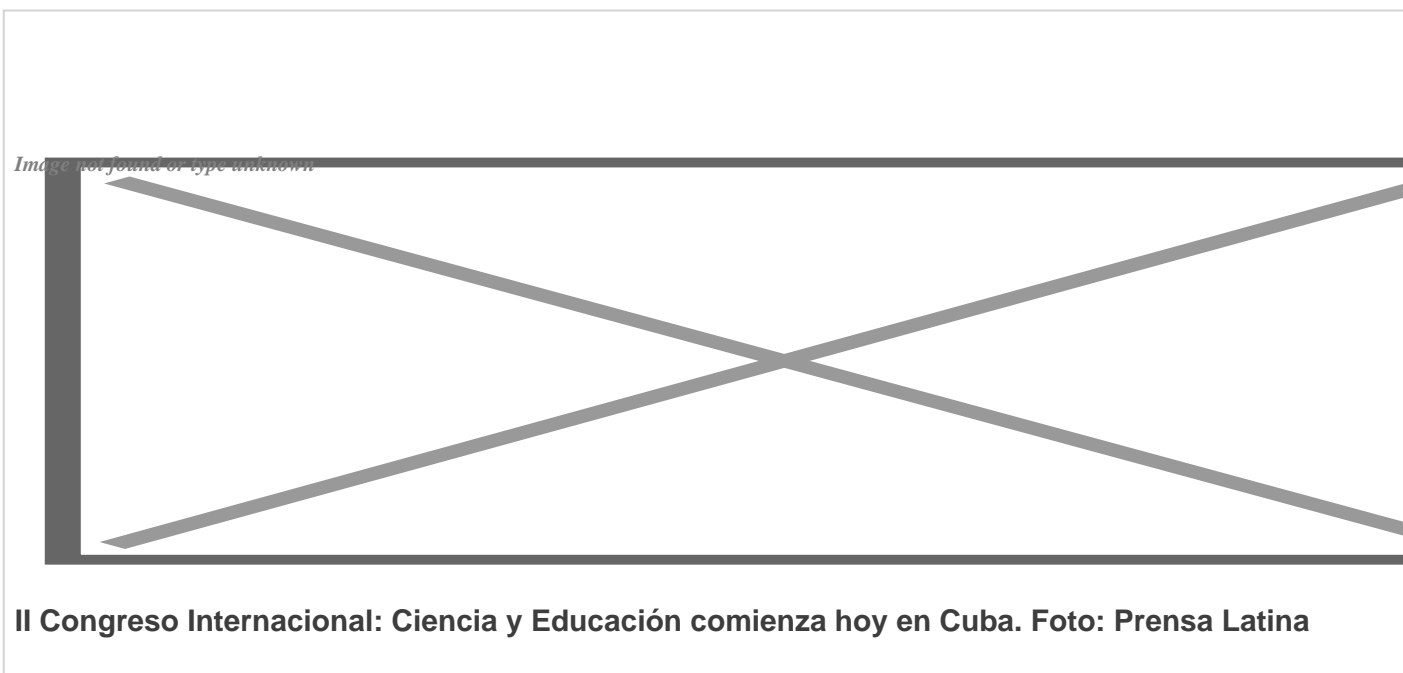 Image not found or type unknown
II Congreso Internacional: Ciencia y Educación comienza hoy en Cuba. Foto: Prensa Latina